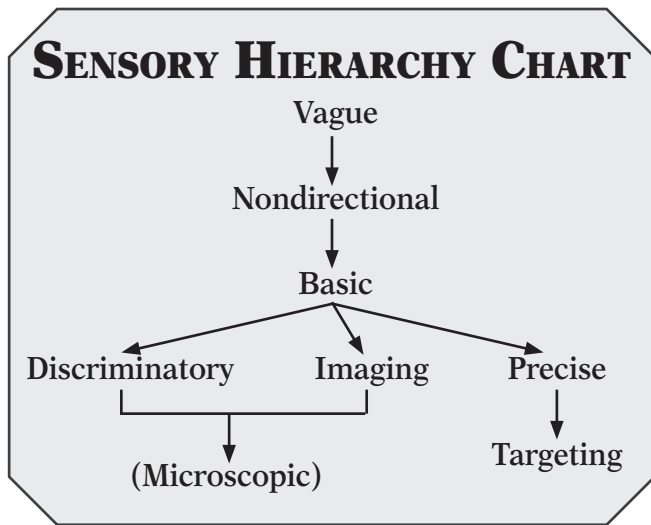 SENSORY HIERARCHY CHART
Vague
Nondirectional
Basic
Discriminatory Imaging Precise
(Microscopic) Targeting